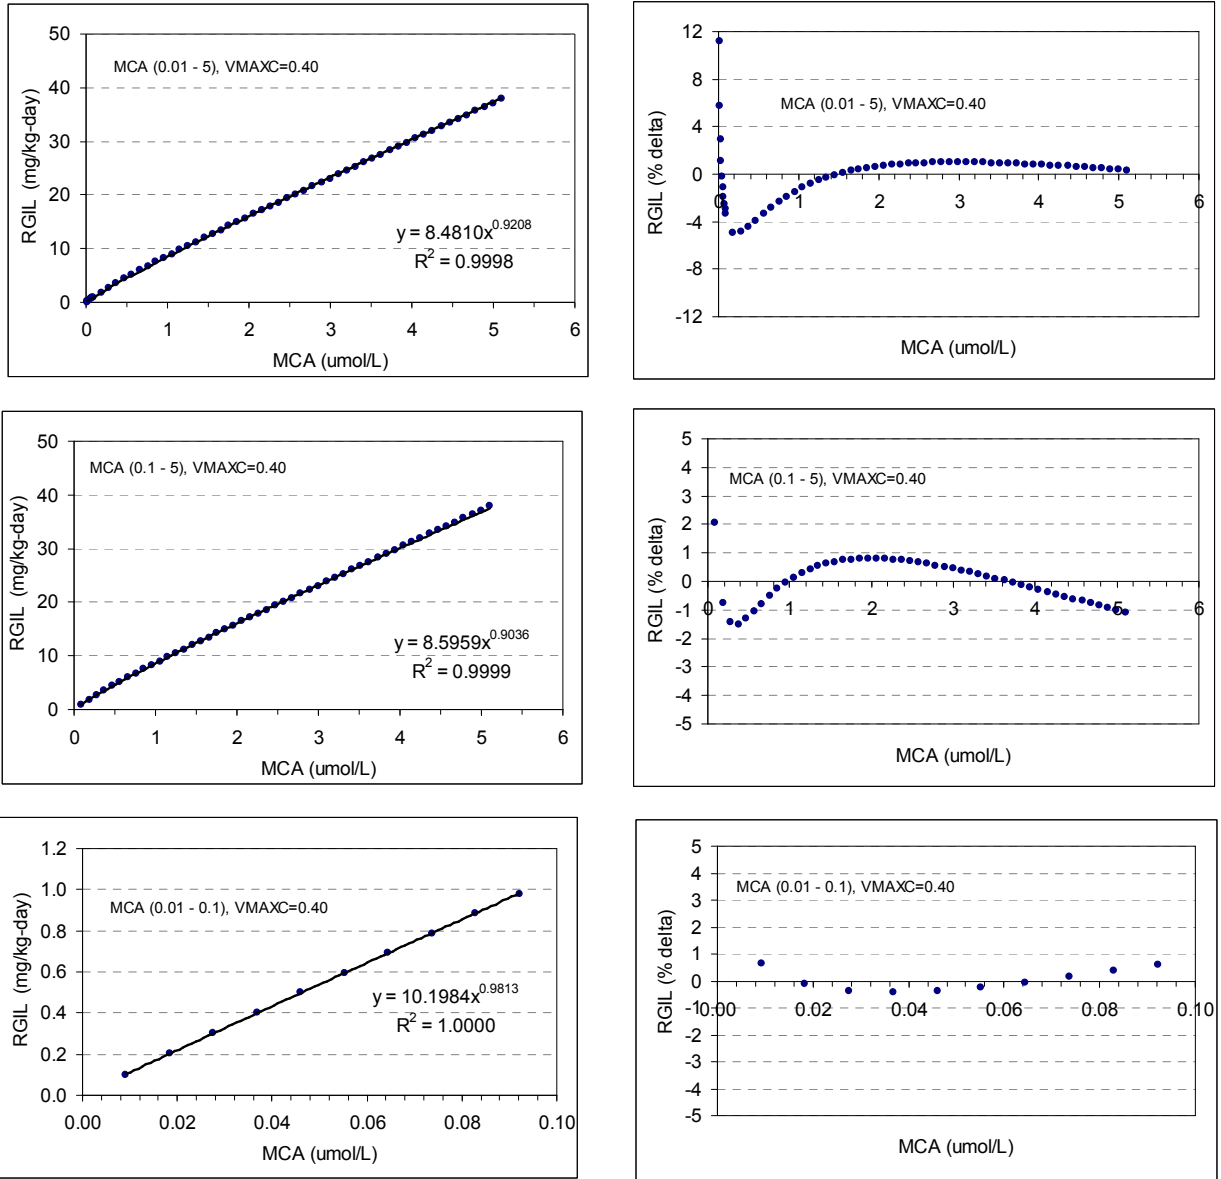 50
40
30
20
10
0
RGIL (mg/kg-day)
MCA (0.01 - 5), VMAXC=0.40
y = 8.4810x^0.9208
R^2 = 0.9998
0 1 2 3 4 5 6
MCA (umol/L)
12
8
4
0
-4
-8
-12
RGIL (% delta)
MCA (0.01 - 5), VMAXC=0.40
0 1 2 3 4 5 6
MCA (umol/L)
50
40
30
20
10
0
RGIL (mg/kg-day)
MCA (0.1 - 5), VMAXC=0.40
y = 8.5959x^0.9036
R^2 = 0.9999
0 1 2 3 4 5 6
MCA (umol/L)
5
4
3
2
1
0
-1
-2
-3
-4
-5
RGIL (% delta)
MCA (0.1 - 5), VMAXC=0.40
0 1 2 3 4 5 6
MCA (umol/L)
1.2
1.0
0.8
0.6
0.4
0.2
0.0
RGIL (mg/kg-day)
MCA (0.01 - 0.1), VMAXC=0.40
y = 10.1984x^0.9813
R^2 = 1.0000
0.00 0.02 0.04 0.06 0.08 0.10
MCA (umol/L)
5
4
3
2
1
0
-1
-2
-3
-4
-5
RGIL (% delta)
MCA (0.01 - 0.1), VMAXC=0.40
0.00 0.02 0.04 0.06 0.08 0.10
MCA (umol/L)